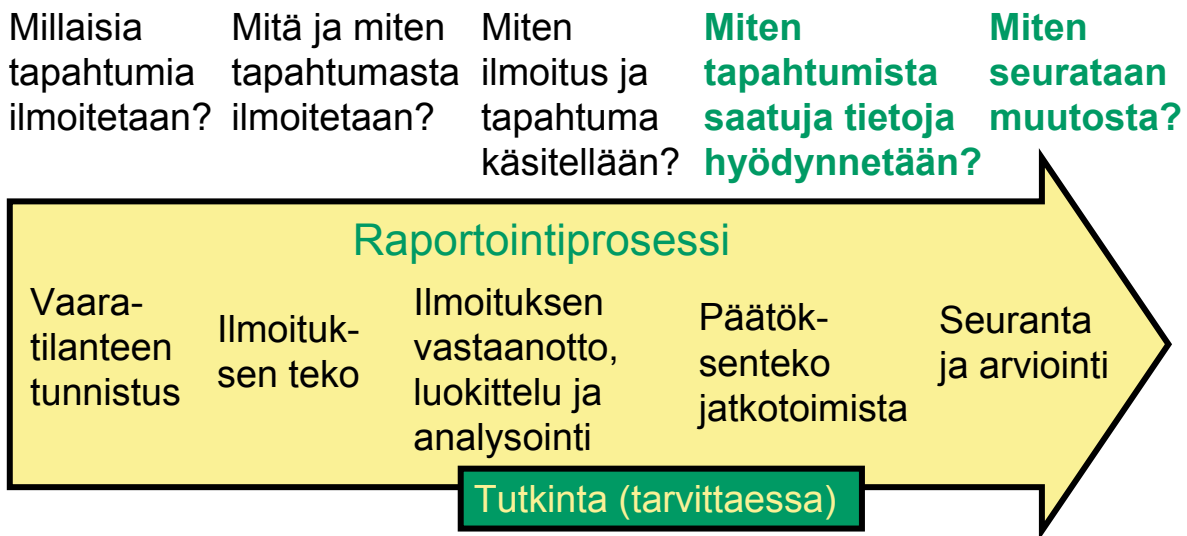 Millaisia
tapahtumia
ilmoitetaan?
Mitä ja miten
tapahtumasta
ilmoitetaan?
Miten
ilmoitus ja
tapahtuma
käsitellään?
Miten
tapahtumista
saatuja tietoja
hyödynnetään?
Miten
seurataan
muutosta?
Raportointiprosessi
Vaara-
tilanteen
tunnistus
Ilmoituk-
sen teko
Ilmoituksen
vastaanotto,
luokittelu ja
analysointi
Päätök-
senteko
jatkotoimista
Seuranta
ja arviointi
Tutkinta (tarvittaessa)